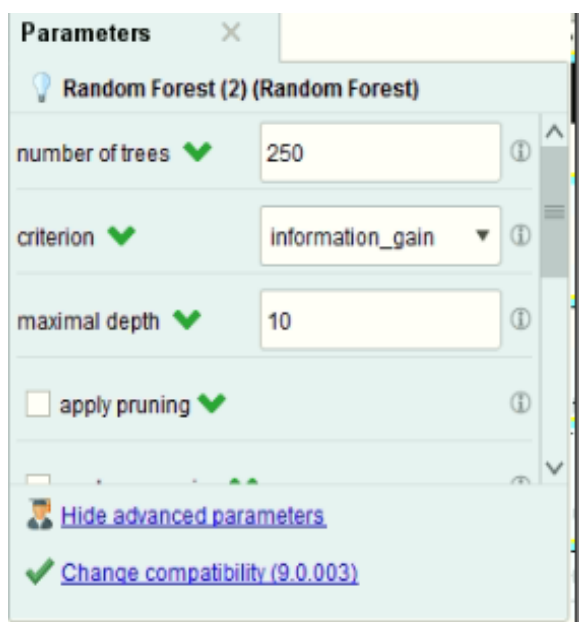 Parameters
Random Forest (2) (Random Forest)
number of trees 250
criterion information_gain
maximal depth 10
apply pruning
Hide advanced parameters
Change compatibility (9.0.003)